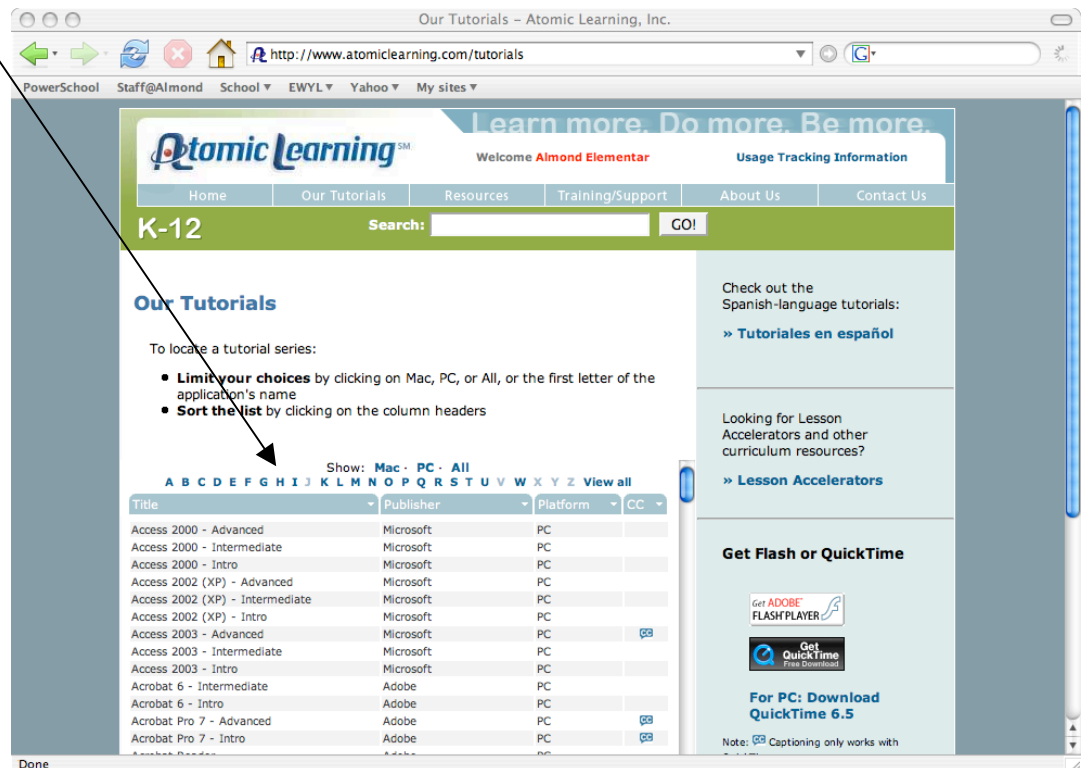 Our Tutorials – Atomic Learning, Inc.
http://www.atomiclearning.com/tutorials
G
PowerSchool Staff@Almond School EWYL Yahoo My sites
Learn more. Do more. Be more.
Atomic Learning SM
Welcome Almond Elementar
Usage Tracking Information
Home Our Tutorials Resources Training/Support About Us Contact Us
K-12 Search: GO!
Our Tutorials
To locate a tutorial series:
• Limit your choices by clicking on Mac, PC, or All, or the first letter of the
application's name
• Sort the list by clicking on the column headers
Show: Mac · PC · All
A B C D E F G H I J K L M N O P Q R S T U V W X Y Z View all
Title Publisher Platform CC
Access 2000 - Advanced Microsoft PC
Access 2000 - Intermediate Microsoft PC
Access 2000 - Intro Microsoft PC
Access 2002 (XP) - Advanced Microsoft PC
Access 2002 (XP) - Intermediate Microsoft PC
Access 2002 (XP) - Intro Microsoft PC
Access 2003 - Advanced Microsoft PC CC
Access 2003 - Intermediate Microsoft PC
Access 2003 - Intro Microsoft PC
Acrobat 6 - Intermediate Adobe PC
Acrobat 6 - Intro Adobe PC
Acrobat Pro 7 - Advanced Adobe PC CC
Acrobat Pro 7 - Intro Adobe PC CC
Check out the
Spanish-language tutorials:
» Tutoriales en español
Looking for Lesson
Accelerators and other
curriculum resources?
» Lesson Accelerators
Get Flash or QuickTime
Get ADOBE
FLASH PLAYER
Get
QuickTime
Free Download
For PC: Download
QuickTime 6.5
Note: CC Captioning only works with
Done